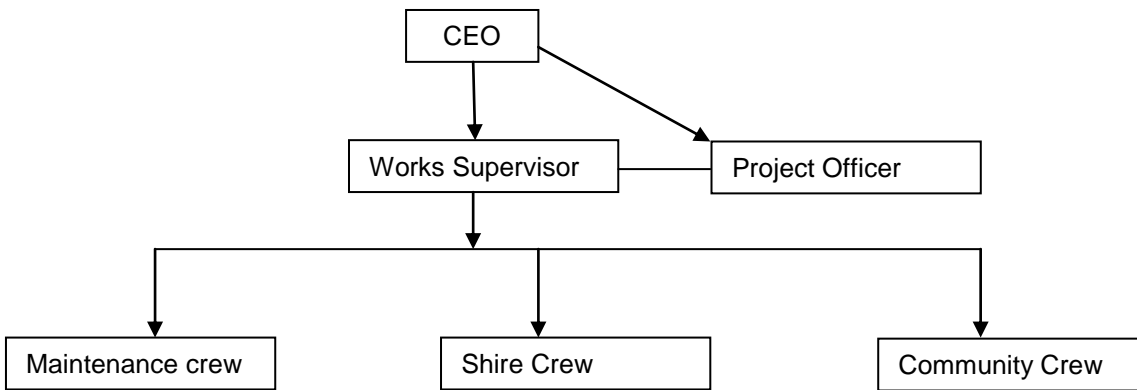 CEO
Works Supervisor
Project Officer
Maintenance crew
Shire Crew
Community Crew